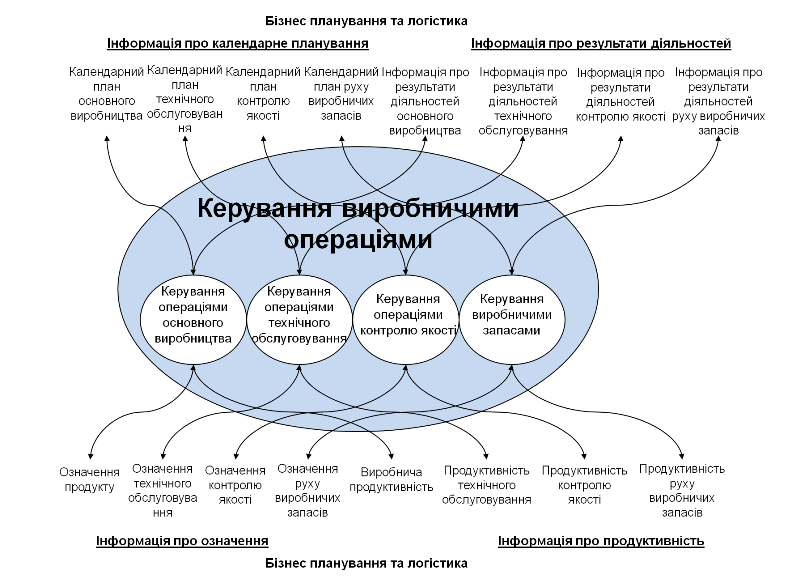 Бізнес планування та логістика
Інформація про календарне планування
Інформація про результати діяльностей
Календарний
план
основного
виробництва
Календарний
план
технічного
обслуговуван
ня
Календарний
план
контролю
якості
Календарний
план руху
виробничих
запасів
Інформація про
результати
діяльностей
основного
виробництва
Інформація про
результати
діяльностей
технічного
обслуговування
Інформація про
результати
діяльностей
контролю якості
Інформація про
результати
діяльностей
руху виробничих
запасів
Керування виробничими
операціями
Керування
операціями
основного
виробництва
Керування
операціями
технічного
обслуговування
Керування
операціями
контролю якості
Керування
виробничими
запасами
Означення
продукту
Означення
технічного
обслуговува
ння
Означення
контролю
якості
Означення
руху
виробничих
запасів
Виробнича
продуктивність
Продуктивність
технічного
обслуговування
Продуктивність
контролю
якості
Продуктивність
руху
виробничих
запасів
Інформація про означення
Інформація про продуктивність
Бізнес планування та логістика